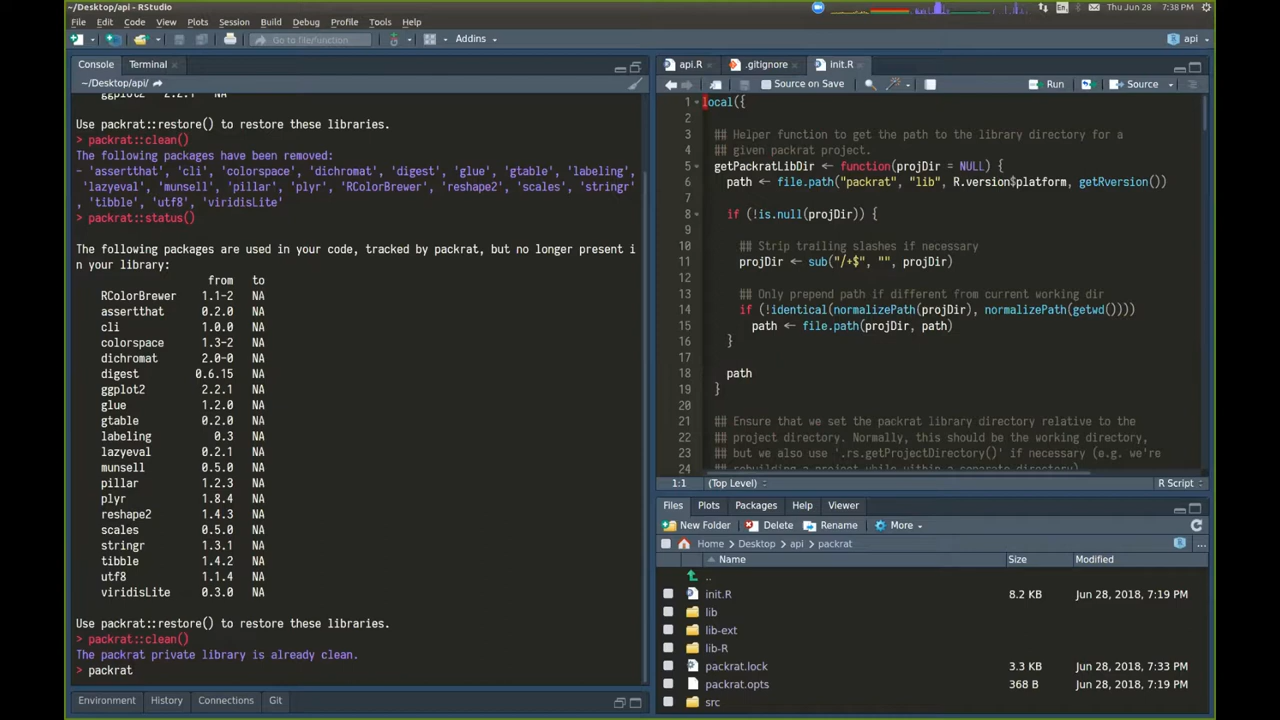 ~/Desktop/api - RStudio
En
Thu Jun 28 7:38 PM
File Edit Code View Plots Session Build Debug Profile Tools Help
Go to file/function
Addins
api
Console Terminal
~/Desktop/api/
ggplot2 2.2.1 NA
Use packrat::restore() to restore these libraries.
> packrat::clean()
The following packages have been removed:
- 'assertthat', 'cli', 'colorspace', 'dichromat', 'digest', 'glue', 'gtable', 'labeling',
'lazyeval', 'munsell', 'pillar', 'plyr', 'RColorBrewer', 'reshape2', 'scales', 'stringr'
, 'tibble', 'utf8', 'viridisLite'
> packrat::status()
The following packages are used in your code, tracked by packrat, but no longer present i
n your library:
from to
RColorBrewer 1.1-2 NA
assertthat 0.2.0 NA
cli 1.0.0 NA
colorspace 1.3-2 NA
dichromat 2.0-0 NA
digest 0.6.15 NA
ggplot2 2.2.1 NA
glue 1.2.0 NA
gtable 0.2.0 NA
labeling 0.3 NA
lazyeval 0.2.1 NA
munsell 0.5.0 NA
pillar 1.2.3 NA
plyr 1.8.4 NA
reshape2 1.4.3 NA
scales 0.5.0 NA
stringr 1.3.1 NA
tibble 1.4.2 NA
utf8 1.1.4 NA
viridisLite 0.3.0 NA
Use packrat::restore() to restore these libraries.
> packrat::clean()
The packrat private library is already clean.
> packrat
Environment History Connections Git
api.R .gitignore init.R
Source on Save Run Source
1 local({
2
3 ## Helper function to get the path to the library directory for a
4 ## given packrat project.
5 getPackratLibDir <- function(projDir = NULL) {
6 path <- file.path("packrat", "lib", R.version$platform, getRversion())
7
8 if (!is.null(projDir)) {
9
10 ## Strip trailing slashes if necessary
11 projDir <- sub("/+$", "", projDir)
12
13 ## Only prepend path if different from current working dir
14 if (!identical(normalizePath(projDir), normalizePath(getwd())))
15 path <- file.path(projDir, path)
16 }
17
18 path
19 }
20
21 ## Ensure that we set the packrat library directory relative to the
22 ## project directory. Normally, this should be the working directory,
23 ## but we also use '.rs.getProjectDirectory()' if necessary (e.g. we're
24 ## rebuilding a project while within a separate directory)
1:1 (Top Level) R Script
Files Plots Packages Help Viewer
New Folder Delete Rename More
Home Desktop api packrat ...
Name Size Modified
..
init.R 8.2 KB Jun 28, 2018, 7:19 PM
lib
lib-ext
lib-R
packrat.lock 3.3 KB Jun 28, 2018, 7:33 PM
packrat.opts 368 B Jun 28, 2018, 7:19 PM
src